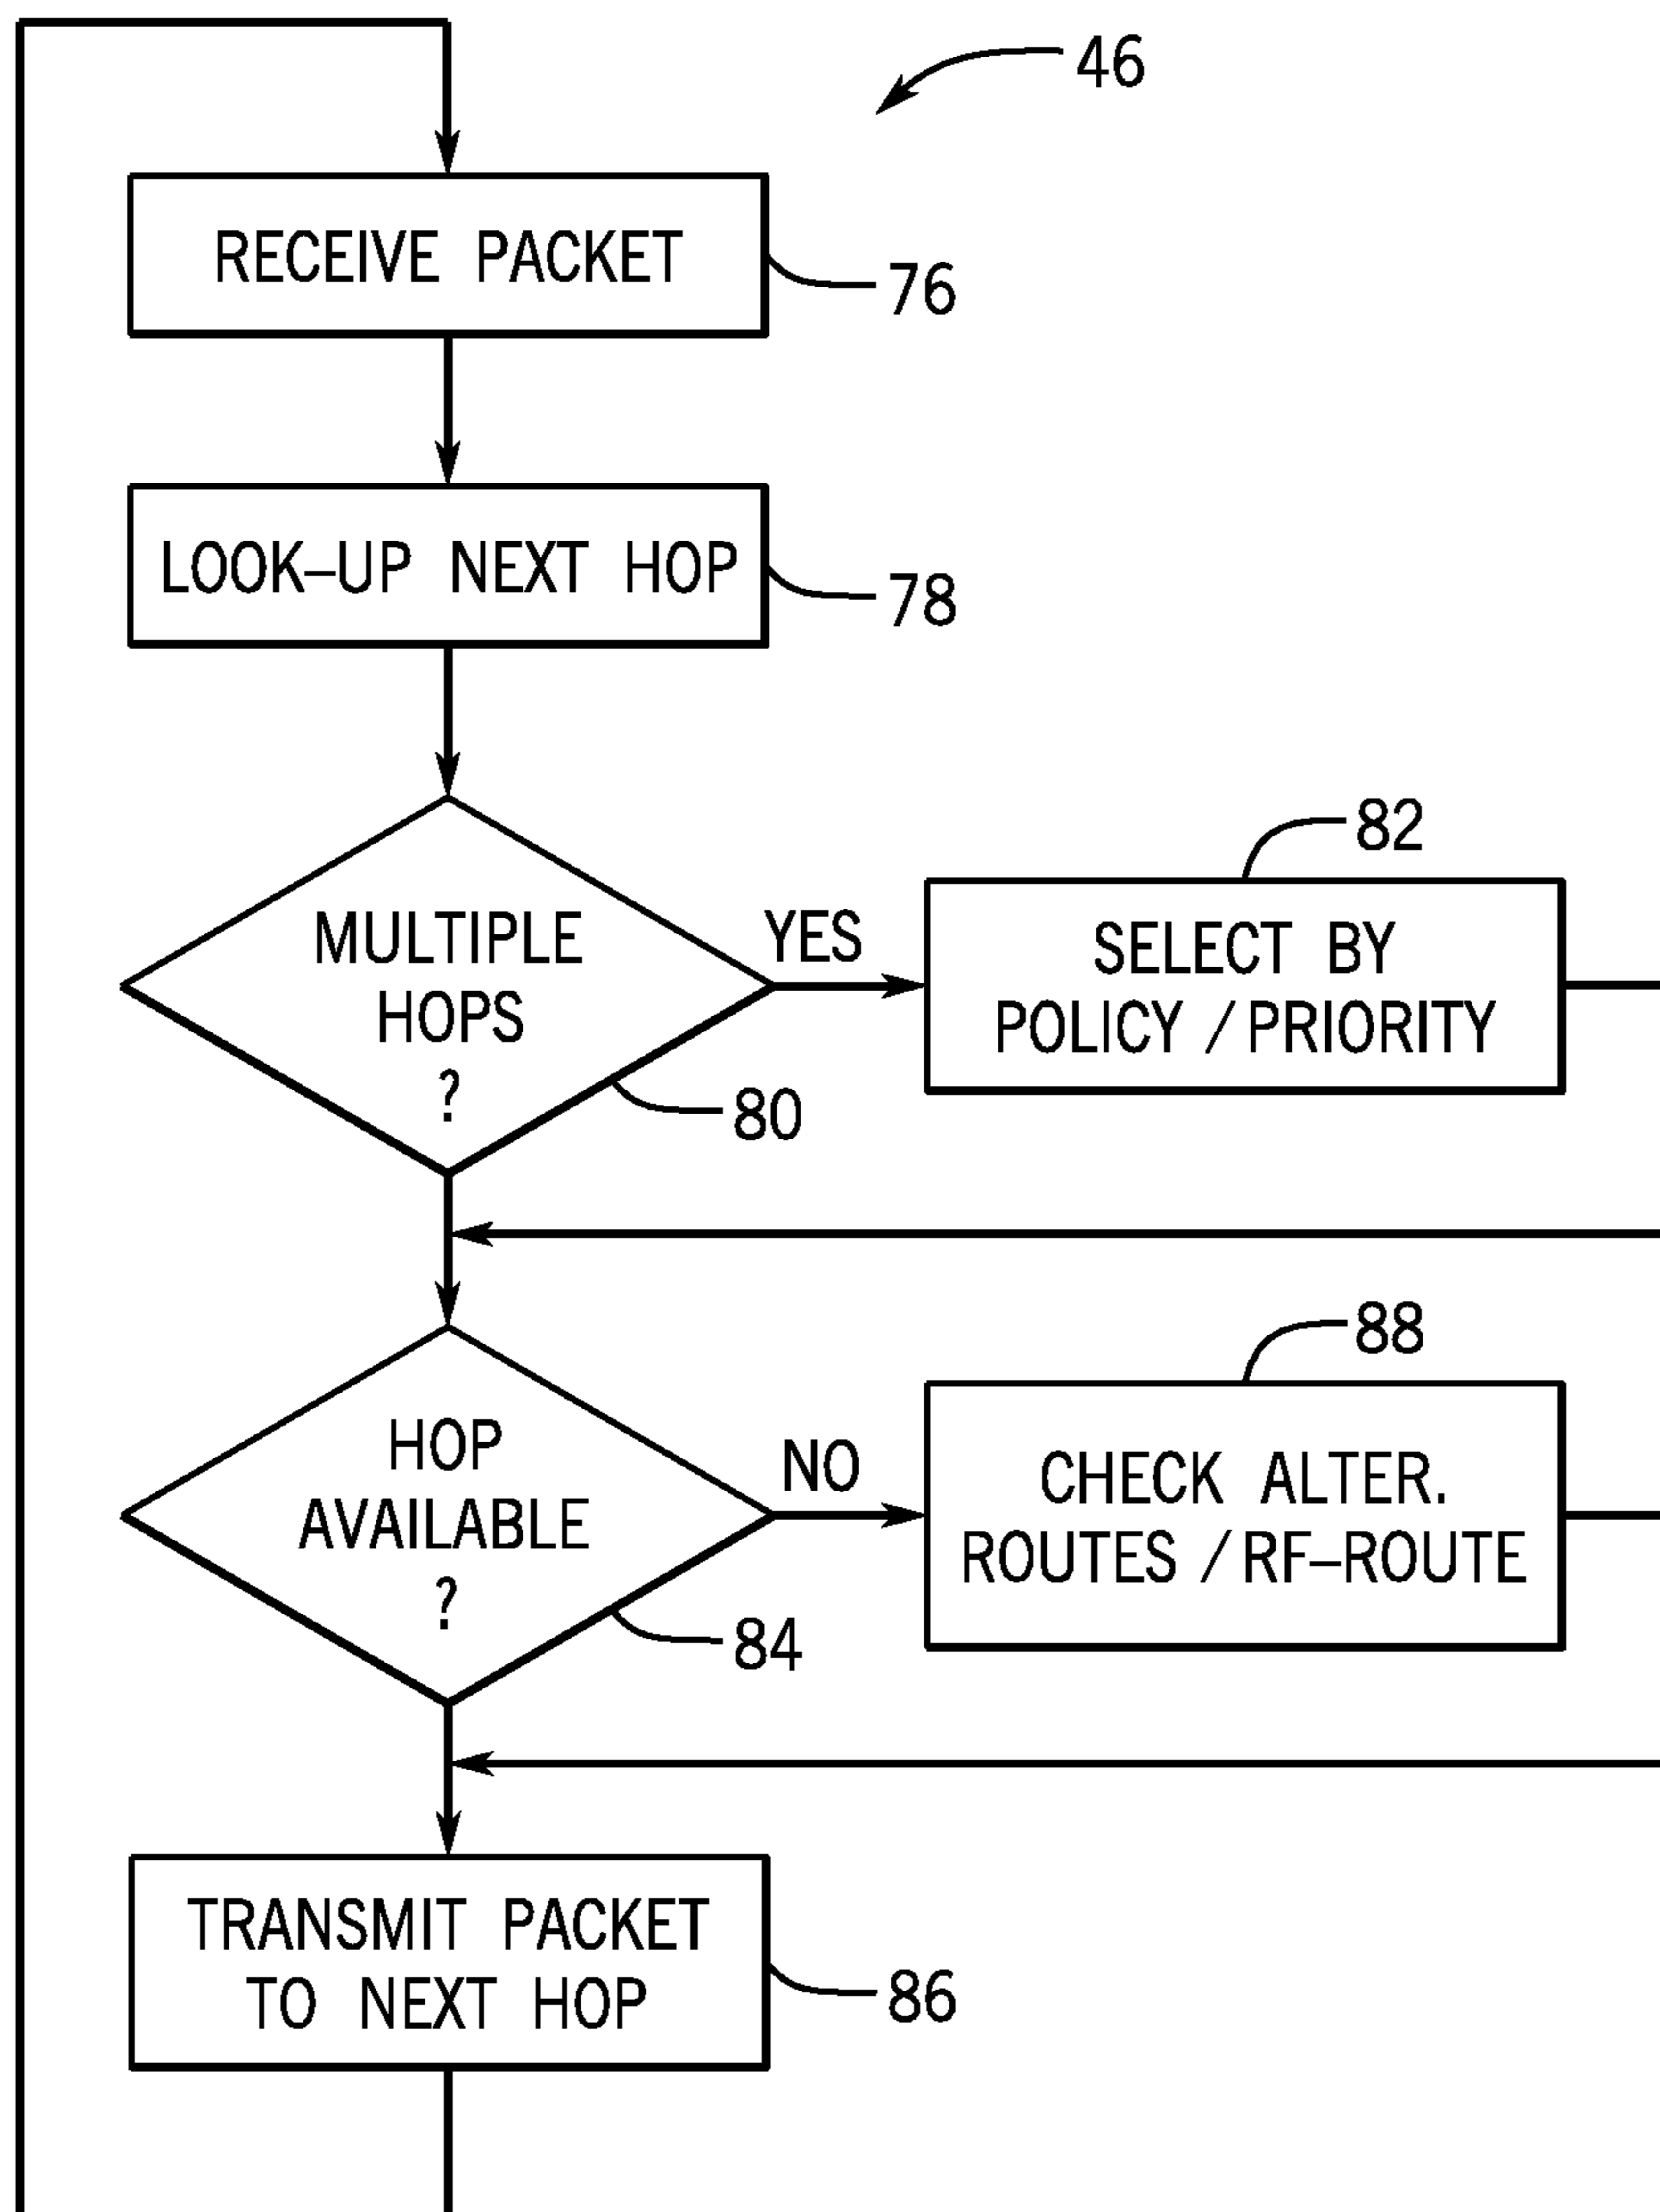 46
RECEIVE PACKET
76
LOOK-UP NEXT HOP
78
MULTIPLE
HOPS
?
80
YES
82
SELECT BY
POLICY / PRIORITY
HOP
AVAILABLE
?
84
NO
88
CHECK ALTER.
ROUTES / RF-ROUTE
TRANSMIT PACKET
TO NEXT HOP
86